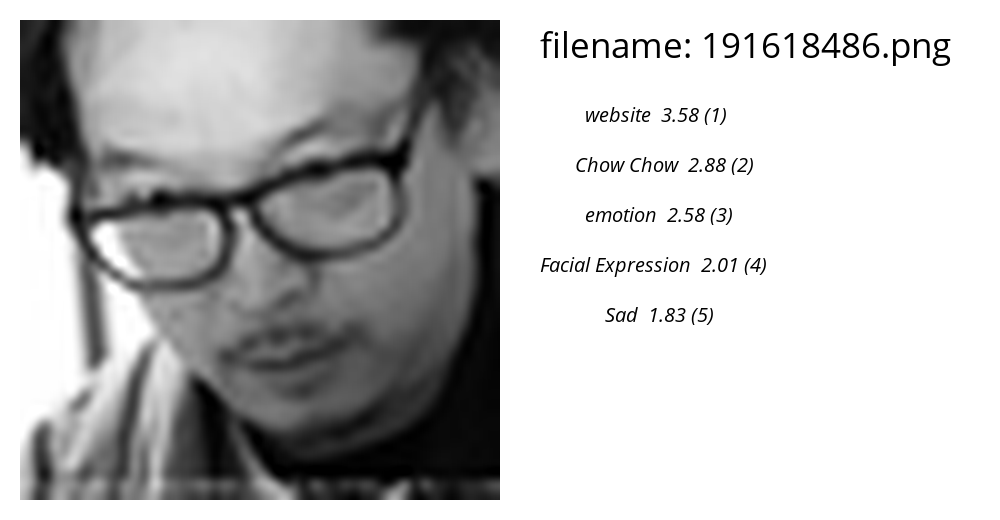 filename: 191618486.png
website 3.58 (1)
Chow Chow 2.88 (2)
emotion 2.58 (3)
Facial Expression 2.01 (4)
Sad 1.83 (5)